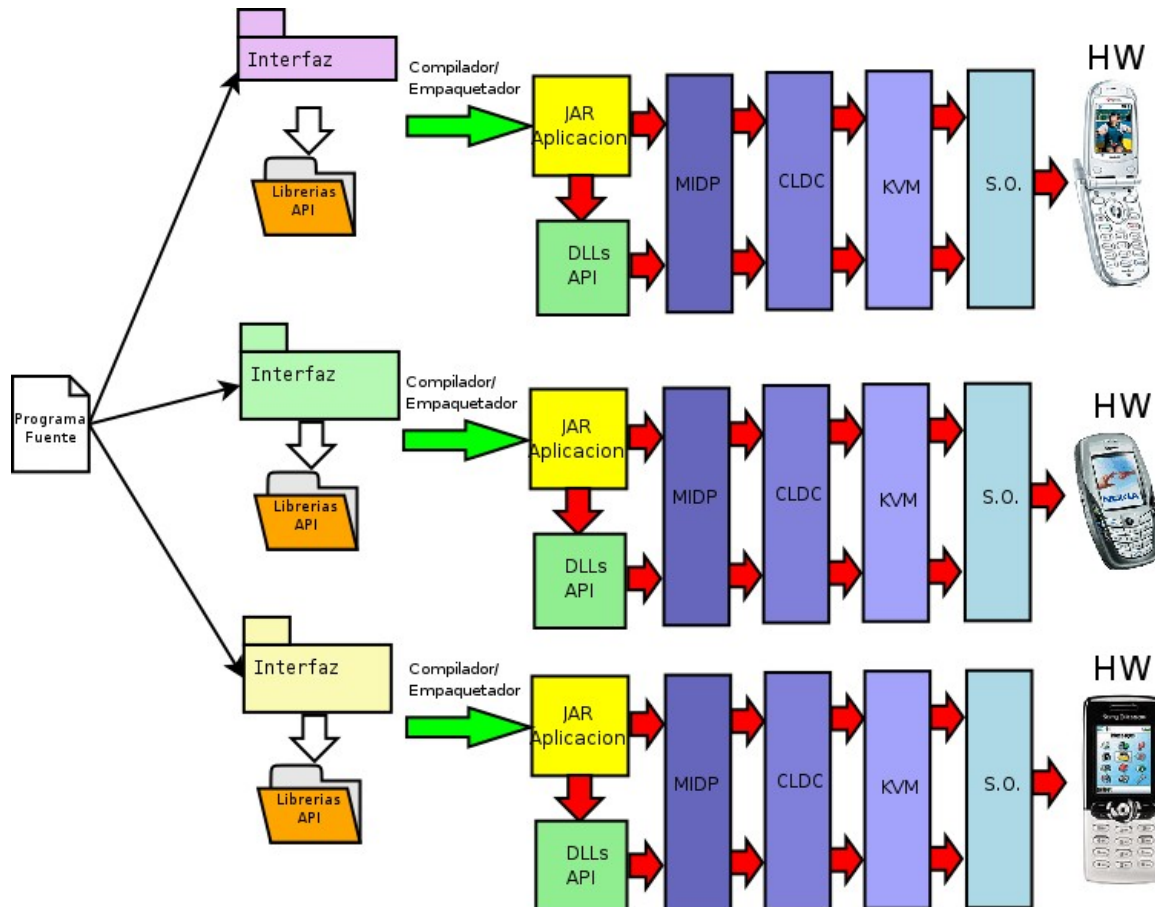 Interfaz
Librerias
API
Compilador/
Empaquetador
JAR
Aplicacion
DLLs
API
MIDP
CLDC
KVM
S.O.
HW
Programa
Fuente
Interfaz
Librerias
API
Compilador/
Empaquetador
JAR
Aplicacion
DLLs
API
MIDP
CLDC
KVM
S.O.
HW
Interfaz
Librerias
API
Compilador/
Empaquetador
JAR
Aplicacion
DLLs
API
MIDP
CLDC
KVM
S.O.
HW
Sony Ericsson